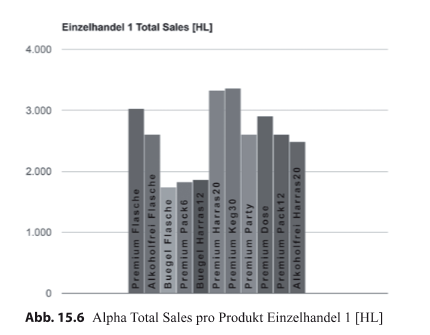 Einzelhandel 1 Total Sales [HL]
4.000
3.000
2.000
1.000
0
Premium Flasche
Alkoholfrei Flasche
Buegel Flasche
Premium Pack6
Buegel Harras12
Premium Harras20
Premium Keg30
Premium Party
Premium Dose
Premium Pack12
Alkoholfrei Harras20
Abb. 15.6 Alpha Total Sales pro Produkt Einzelhandel 1 [HL]